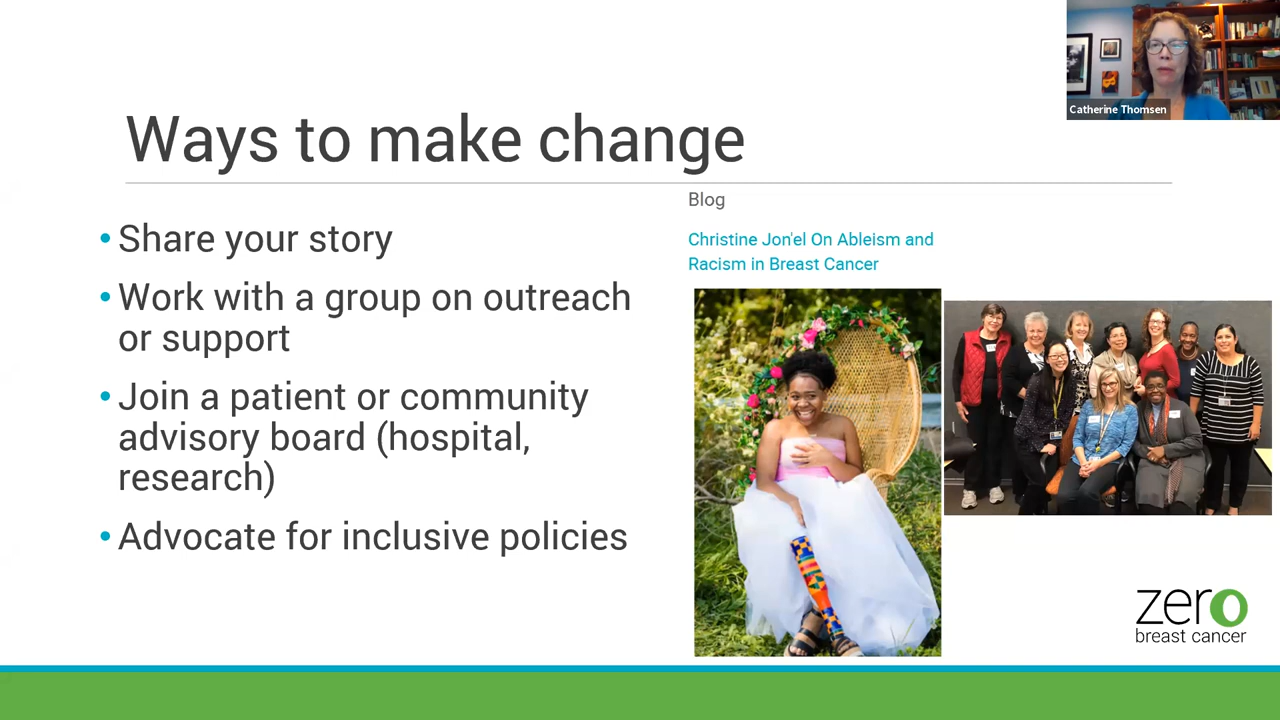 Catherine Thomsen
Ways to make change
• Share your story
• Work with a group on outreach
or support
• Join a patient or community
advisory board (hospital,
research)
• Advocate for inclusive policies
Blog
Christine Jon'el On Ableism and
Racism in Breast Cancer
zero
breast cancer